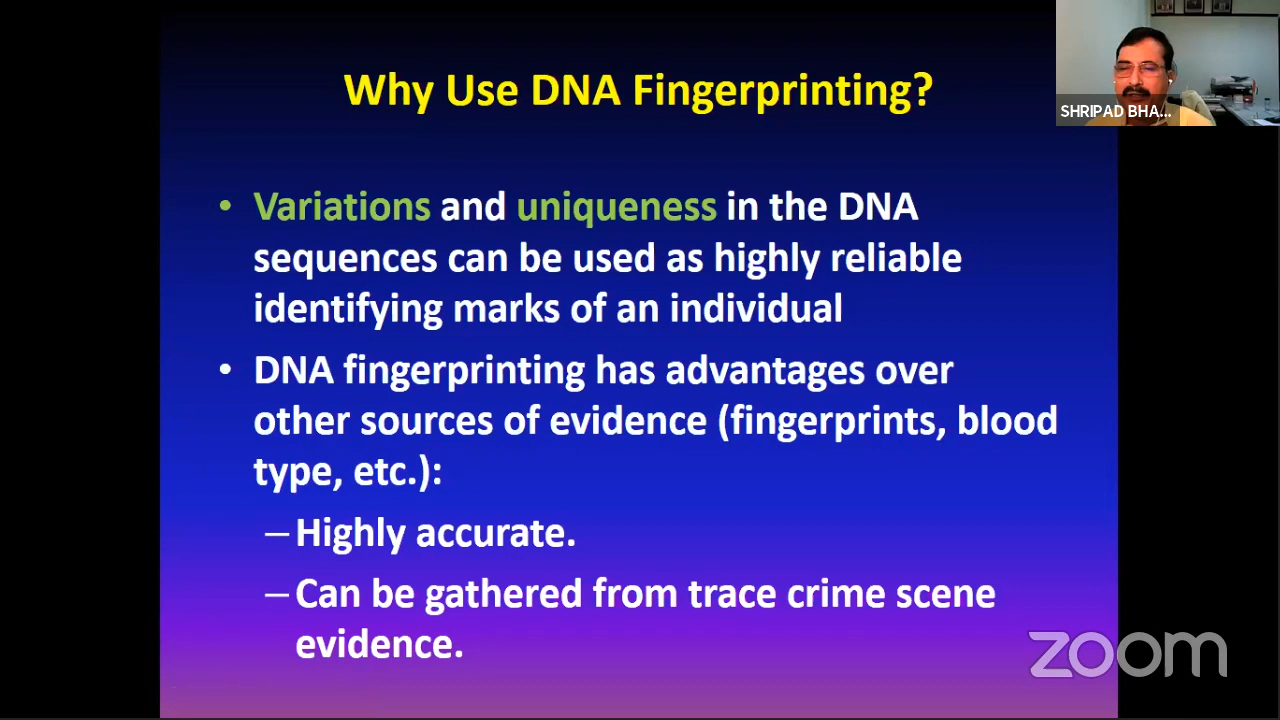 Why Use DNA Fingerprinting?
SHRIPAD BHA...
• Variations and uniqueness in the DNA
sequences can be used as highly reliable
identifying marks of an individual
• DNA fingerprinting has advantages over
other sources of evidence (fingerprints, blood
type, etc.):
– Highly accurate.
– Can be gathered from trace crime scene
evidence.
zoom